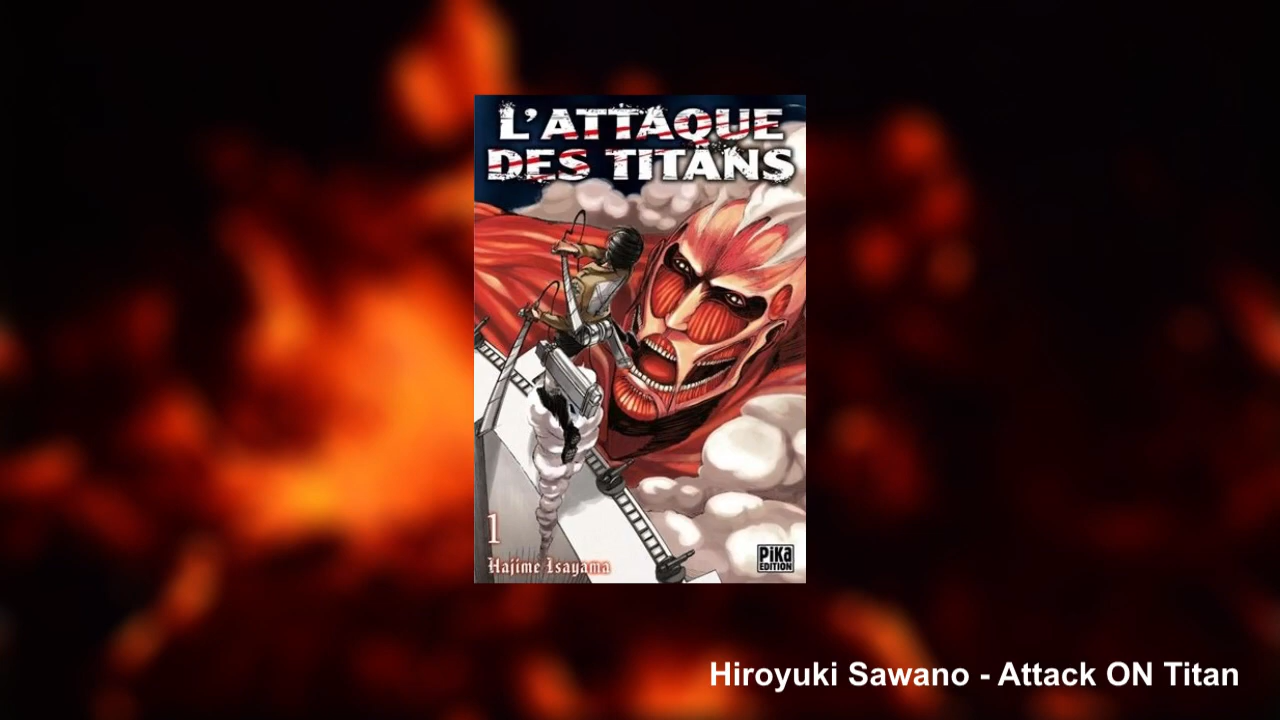 L'ATTAQUE
DES TITANS
1
Hajime Isayama
PiKa
EDITION
Hiroyuki Sawano - Attack ON Titan